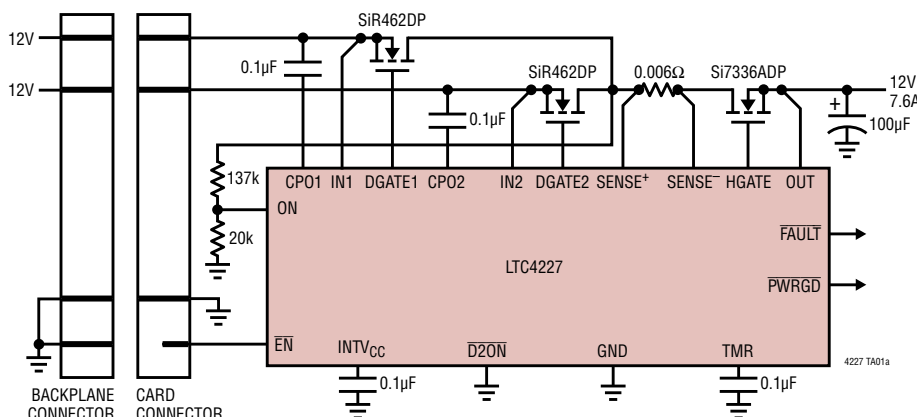 SiR462DP
12V
0.1µF
SiR462DP
0.006Ω
Si7336ADP
12V
7.6A
12V
0.1µF
+
100µF
137k
CPO1
IN1
DGATE1
CPO2
IN2
DGATE2
SENSE+
SENSE–
HGATE
OUT
ON
20k
FAULT
LTC4227
PWRGD
EN
INTVCC
D2ON
GND
TMR
4227 TA01a
0.1µF
0.1µF
BACKPLANE
CONNECTOR
CARD
CONNECTOR